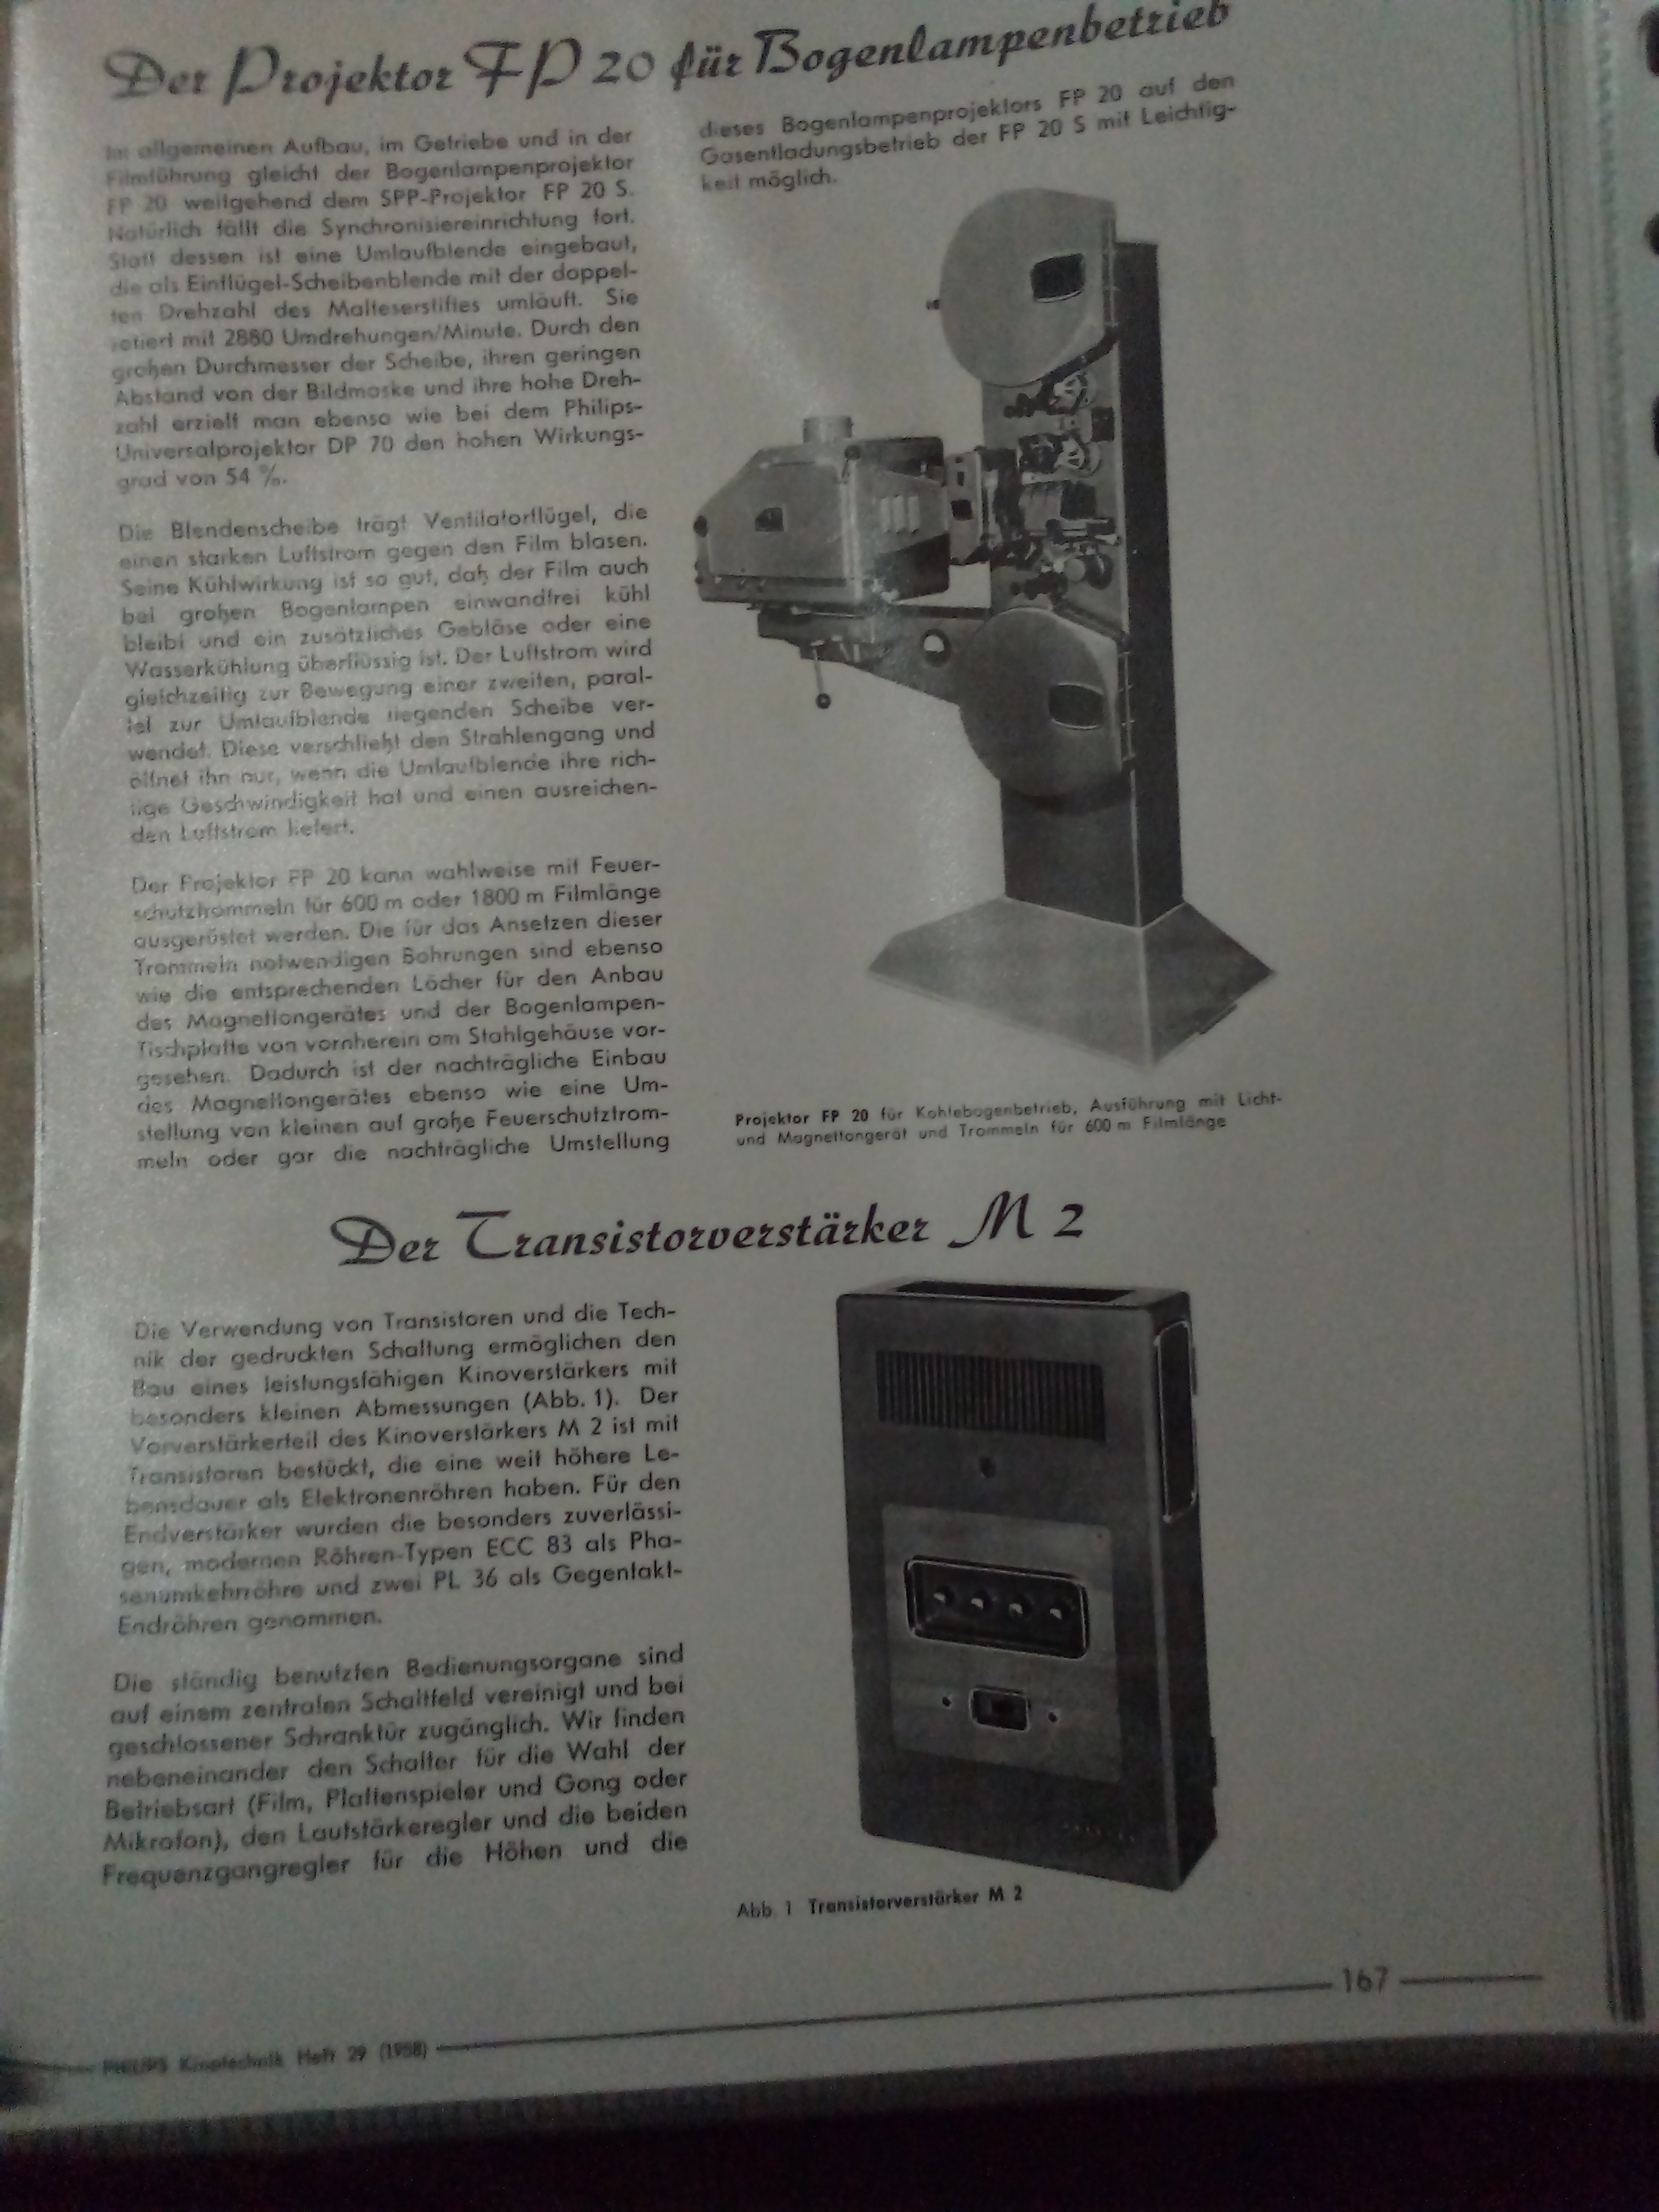 Der Projektor FP 20 für Bogenlampenbetrieb
Im allgemeinen Aufbau, im Getriebe und in der
Filmführung gleicht der Bogenlampenprojektor
FP 20 weitgehend dem SPP-Projektor FP 20 S.
Natürlich fällt die Synchronisiereinrichtung fort.
Statt dessen ist eine Umlaufblende eingebaut,
die als Einflügel-Scheibenblende mit der doppel-
ten Drehzahl des Malteserstiftes umläuft. Sie
rotiert mit 2880 Umdrehungen/Minute. Durch den
großen Durchmesser der Scheibe, ihren geringen
Abstand von der Bildmaske und ihre hohe Dreh-
zahl erzielt man ebenso wie bei dem Philips-
Universalprojektor DP 70 den hohen Wirkungs-
grad von 54 %.
Die Blendenscheibe trägt Ventilatorflügel, die
einen starken Luftstrom gegen den Film blasen.
Seine Kühlwirkung ist so gut, daß der Film auch
bei großen Bogenlampen einwandfrei kühl
bleibt und ein zusätzliches Gebläse oder eine
Wasserkühlung überflüssig ist. Der Luftstrom wird
gleichzeitig zur Bewegung einer zweiten, paral-
lel zur Umlaufblende liegenden Scheibe ver-
wendet. Diese verschließt den Strahlengang und
öffnet ihn nur, wenn die Umlaufblende ihre rich-
tige Geschwindigkeit hat und einen ausreichen-
den Luftstrom liefert.
Der Projektor FP 20 kann wahlweise mit Feuer-
schutztrommeln für 600 m oder 1800 m Filmlänge
ausgerüstet werden. Die für das Ansetzen dieser
Trommeln notwendigen Bohrungen sind ebenso
wie die entsprechenden Löcher für den Anbau
des Magnettongerätes und der Bogenlampen-
Tischplatte von vornherein am Stahlgehäuse vor-
gesehen. Dadurch ist der nachträgliche Einbau
des Magnettongerätes ebenso wie eine Um-
stellung von kleinen auf große Feuerschutztrom-
meln oder gar die nachträgliche Umstellung
dieses Bogenlampenprojektors FP 20 auf den
Gasentladungsbetrieb der FP 20 S mit Leichtig-
keit möglich.
Projektor FP 20 für Kohlebogenbetrieb, Ausführung mit Licht-
und Magnettongerät und Trommeln für 600 m Filmlänge
Der Transistorverstärker M 2
Die Verwendung von Transistoren und die Tech-
nik der gedruckten Schaltung ermöglichen den
Bau eines leistungsfähigen Kinoverstärkers mit
besonders kleinen Abmessungen (Abb. 1). Der
Vorverstärkerteil des Kinoverstärkers M 2 ist mit
Transistoren bestückt, die eine weit höhere Le-
bensdauer als Elektronenröhren haben. Für den
Endverstärker wurden die besonders zuverlässi-
gen, modernen Röhren-Typen ECC 83 als Pha-
senumkehrröhre und zwei PL 36 als Gegentakt-
Endröhren genommen.
Die ständig benutzten Bedienungsorgane sind
auf einem zentralen Schaltfeld vereinigt und bei
geschlossener Schranktür zugänglich. Wir finden
nebeneinander den Schalter für die Wahl der
Betriebsart (Film, Plattenspieler und Gong oder
Mikrofon), den Lautstärkeregler und die beiden
Frequenzgangregler für die Höhen und die
Abb. 1 Transistorverstärker M 2
167
PHILIPS Kinotechnik Heft 29 (1958)